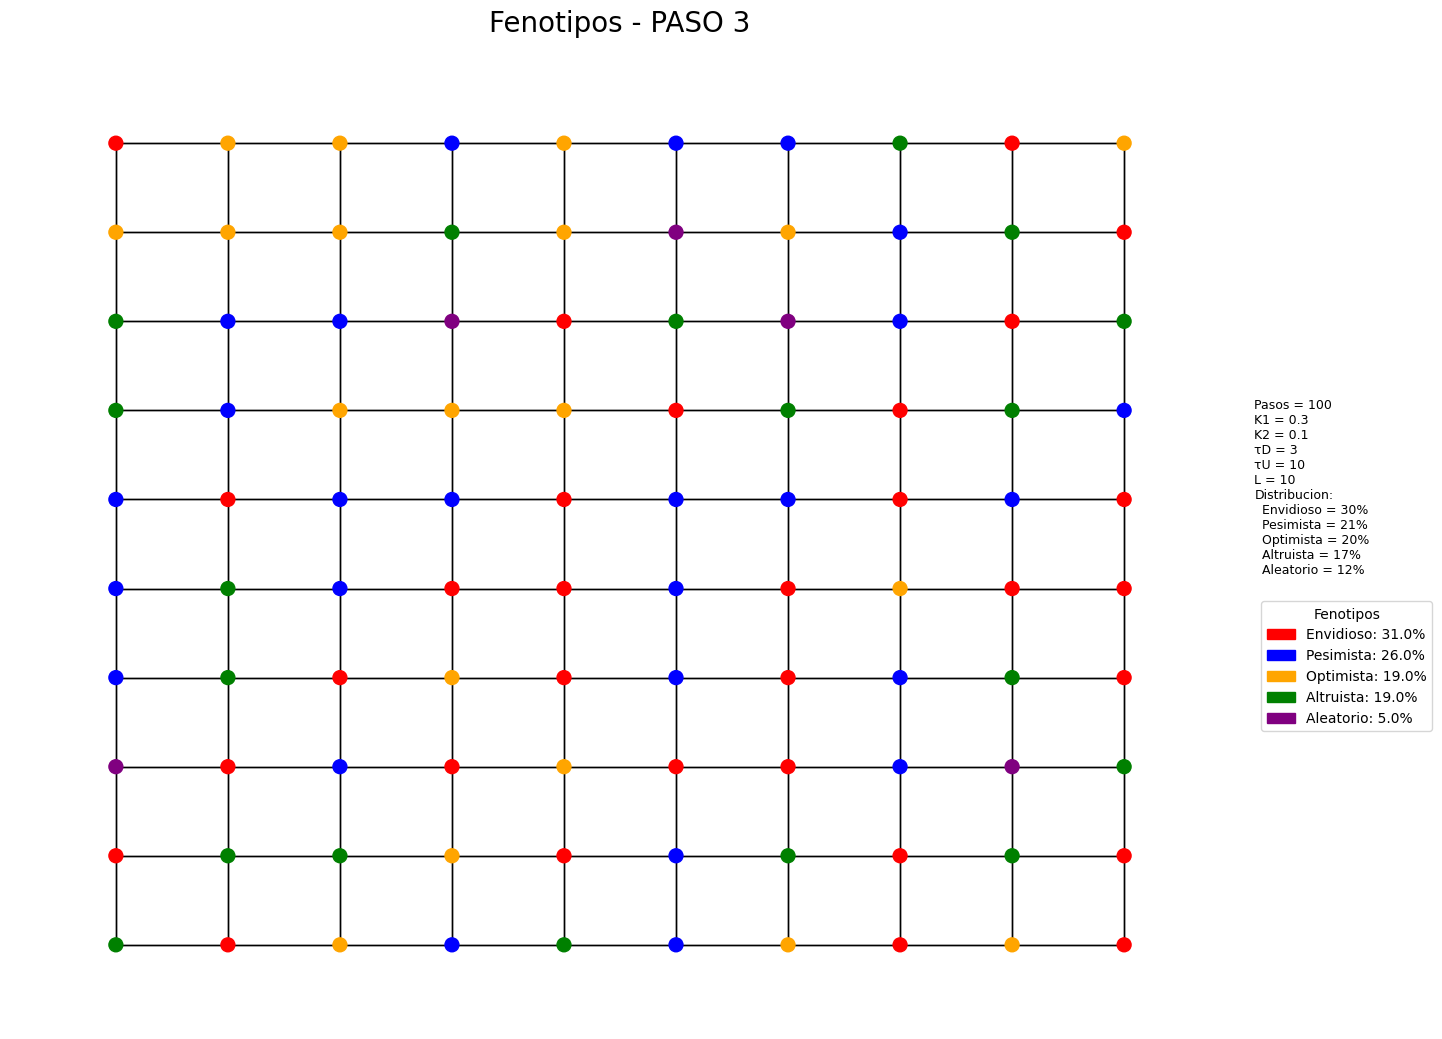 Fenotipos - PASO 3
Pasos = 100
K1 = 0.3
K2 = 0.1
τD = 3
τU = 10
L = 10
Distribucion:
Envidioso = 30%
Pesimista = 21%
Optimista = 20%
Altruista = 17%
Aleatorio = 12%
Fenotipos
Envidioso: 31.0%
Pesimista: 26.0%
Optimista: 19.0%
Altruista: 19.0%
Aleatorio: 5.0%